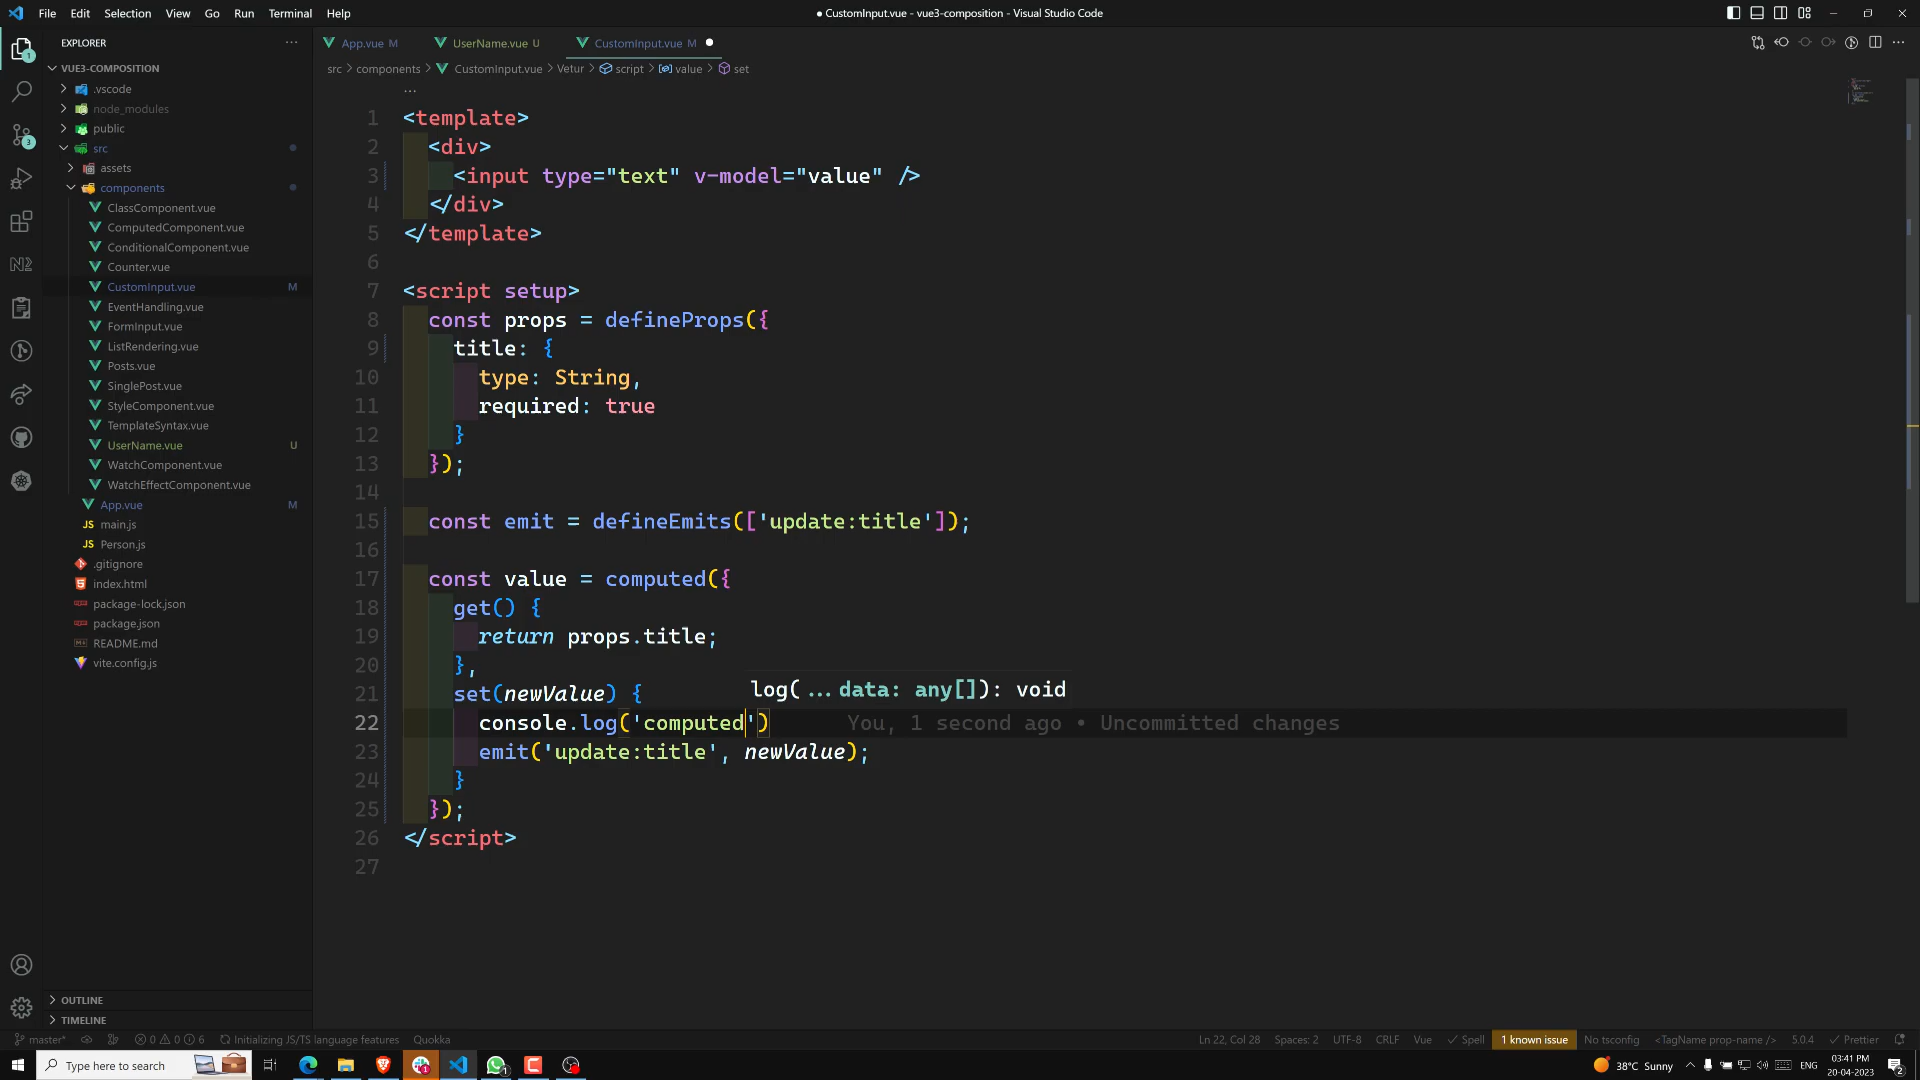 File Edit Selection View Go Run Terminal Help
● CustomInput.vue - vue3-composition - Visual Studio Code
EXPLORER
App.vue M
UserName.vue U
CustomInput.vue M
src > components > CustomInput.vue > Vetur > script > value > set
VUE3-COMPOSITION
.vscode
node_modules
public
src
assets
components
ClassComponent.vue
ComputedComponent.vue
ConditionalComponent.vue
Counter.vue
CustomInput.vue M
EventHandling.vue
FormInput.vue
ListRendering.vue
Posts.vue
SinglePost.vue
StyleComponent.vue
TemplateSyntax.vue
UserName.vue U
WatchComponent.vue
WatchEffectComponent.vue
App.vue M
JS main.js
JS Person.js
.gitignore
index.html
package-lock.json
package.json
README.md
vite.config.js
OUTLINE
TIMELINE
...
1 <template>
2 <div>
3 <input type="text" v-model="value" />
4 </div>
5 </template>
6
7 <script setup>
8 const props = defineProps({
9 title: {
10 type: String,
11 required: true
12 }
13 });
14
15 const emit = defineEmits(['update:title']);
16
17 const value = computed({
18 get() {
19 return props.title;
20 },
21 set(newValue) {
log(...data: any[]): void
22 console.log('computed') You, 1 second ago • Uncommitted changes
23 emit('update:title', newValue);
24 }
25 });
26 </script>
27
master* 0 0 6 Initializing JS/TS language features Quokka
Ln 22, Col 28 Spaces: 2 UTF-8 CRLF Vue Spell 1 known issue No tsconfig <TagName prop-name /> 5.0.4 Prettier
Type here to search
38°C Sunny
ENG
03:41 PM
20-04-2023